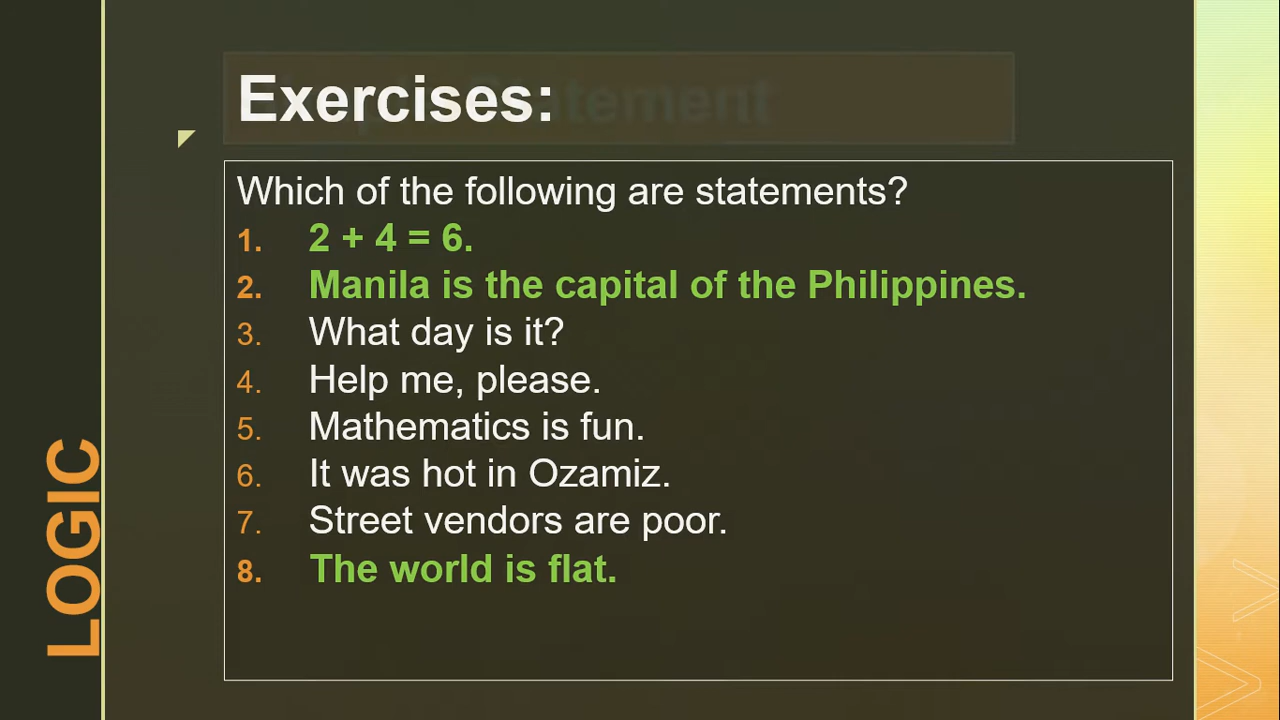 Exercises:
Which of the following are statements?
1. 2 + 4 = 6.
2. Manila is the capital of the Philippines.
3. What day is it?
4. Help me, please.
5. Mathematics is fun.
6. It was hot in Ozamiz.
7. Street vendors are poor.
8. The world is flat.
LOGIC